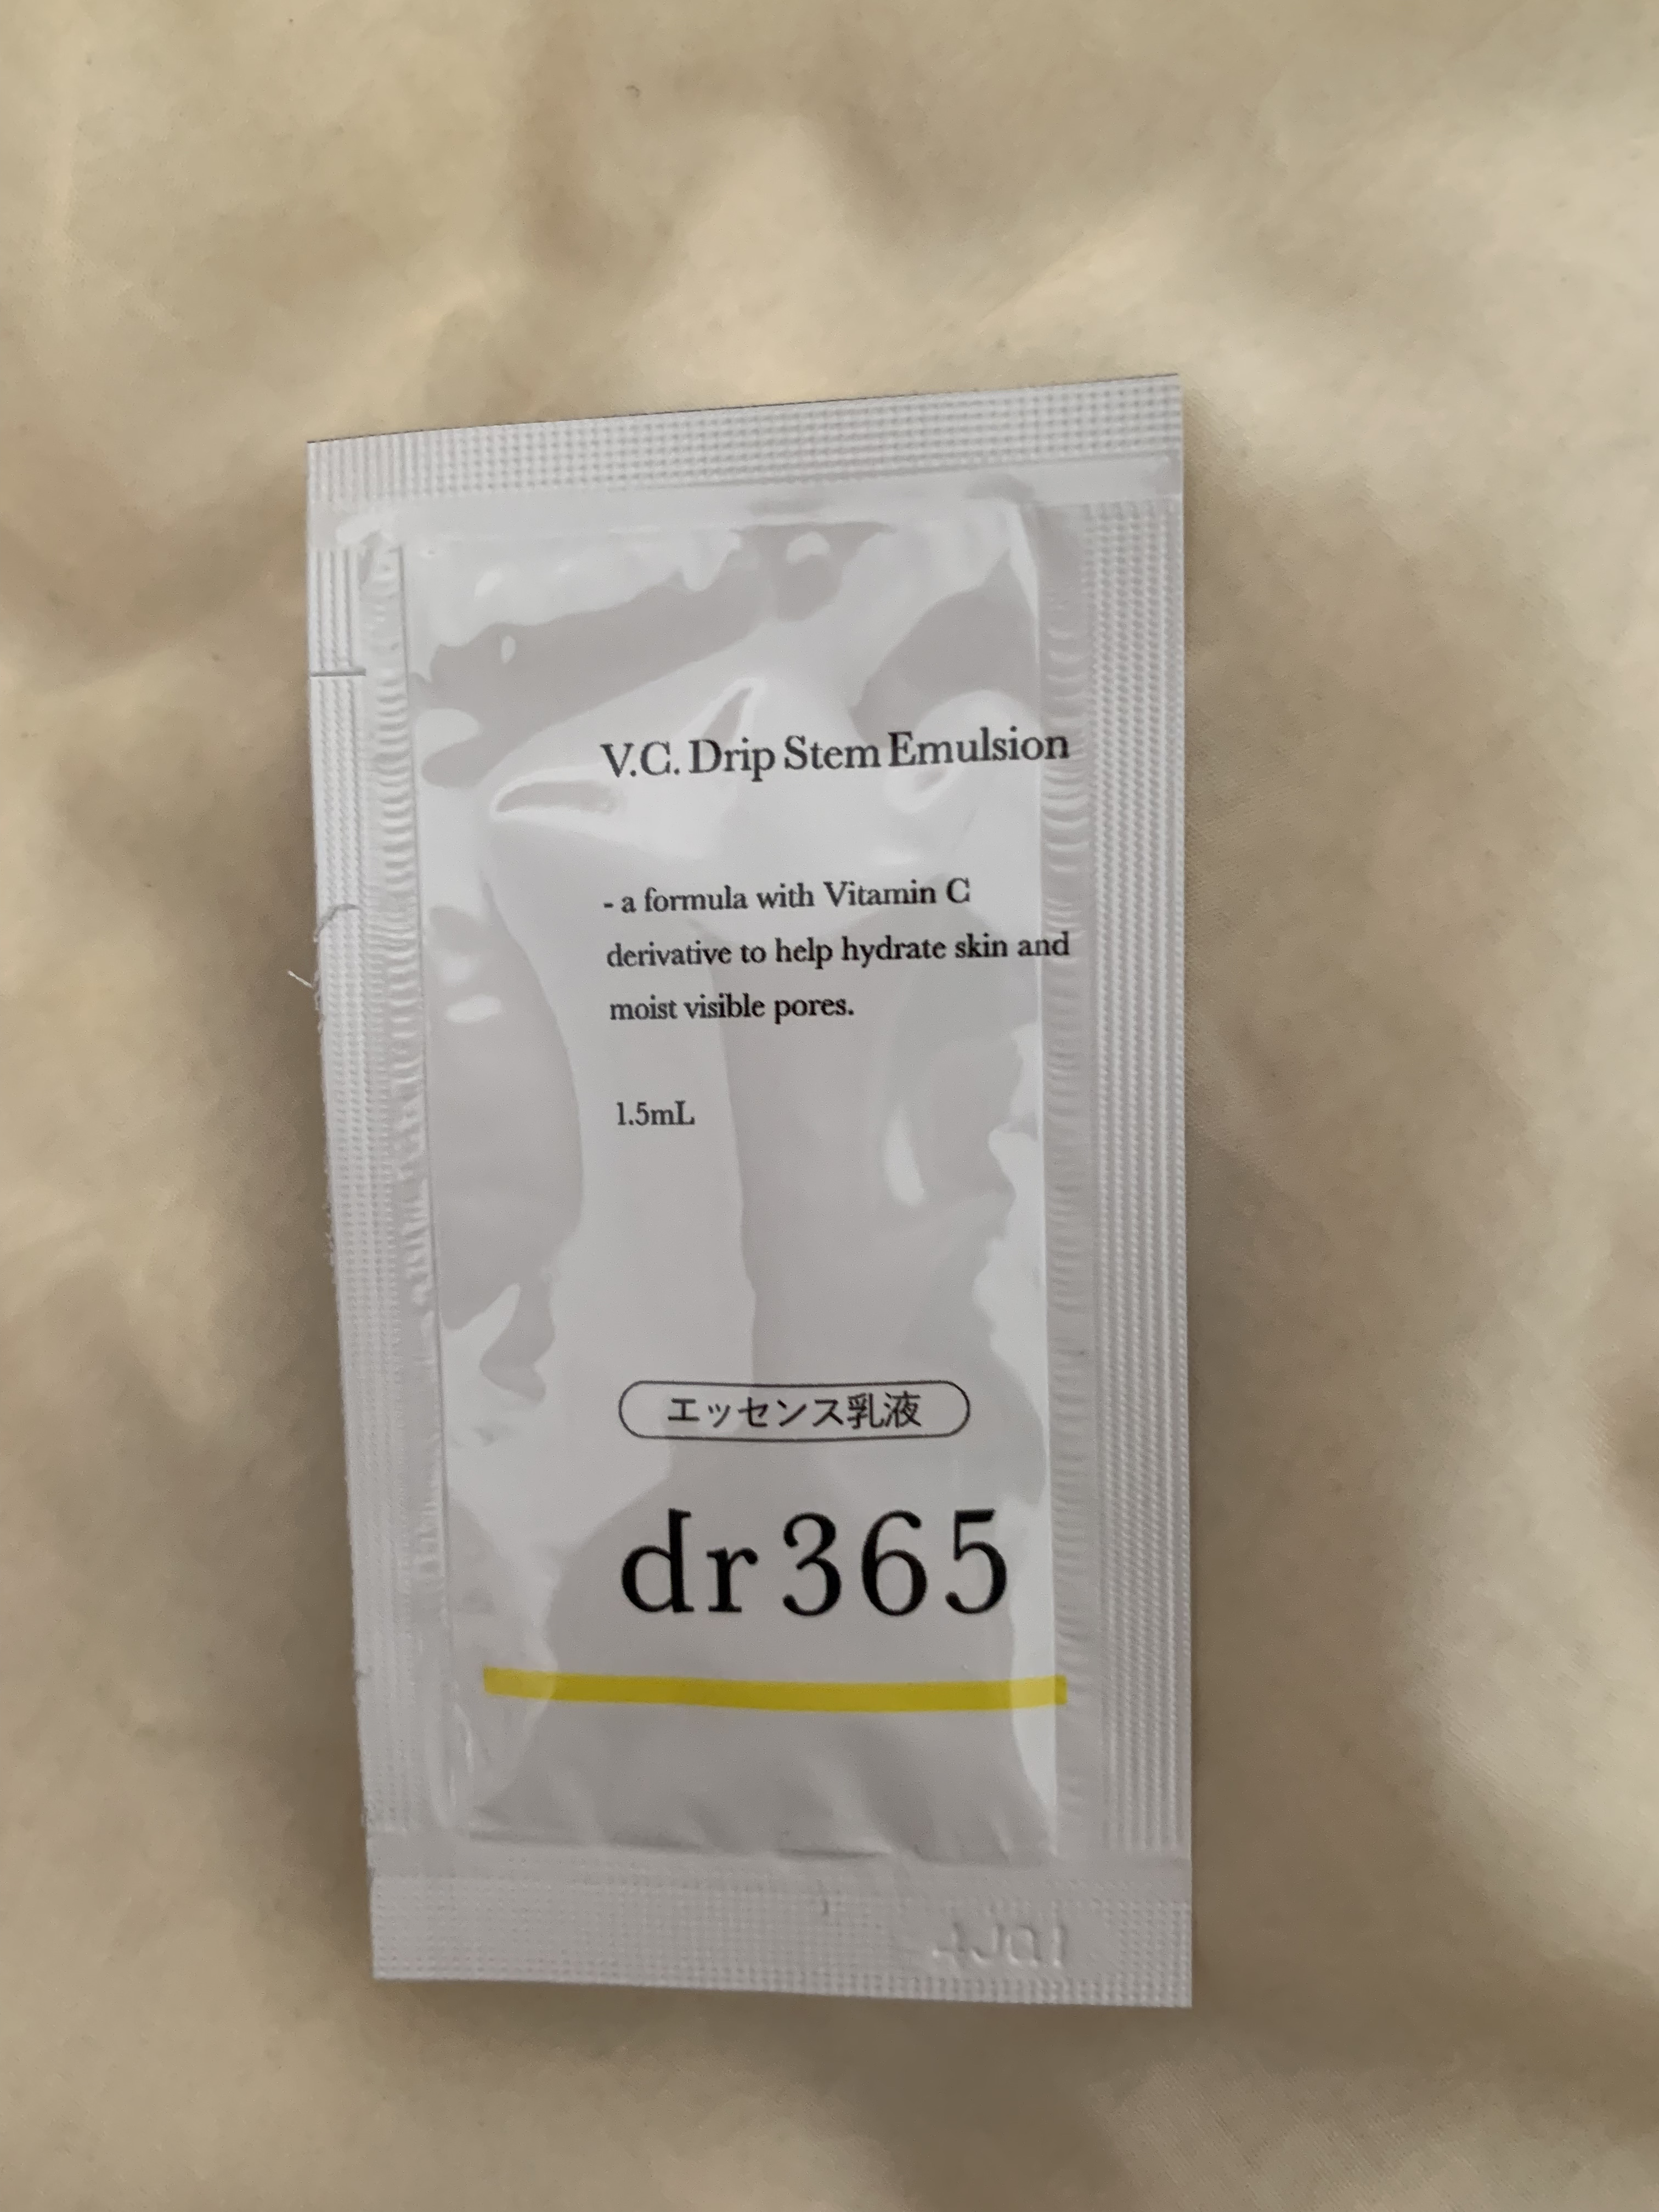 V.C. Drip Stem Emulsion
- a formula with Vitamin C
derivative to help hydrate skin and
moist visible pores.
1.5mL
エッセンス乳液
dr365